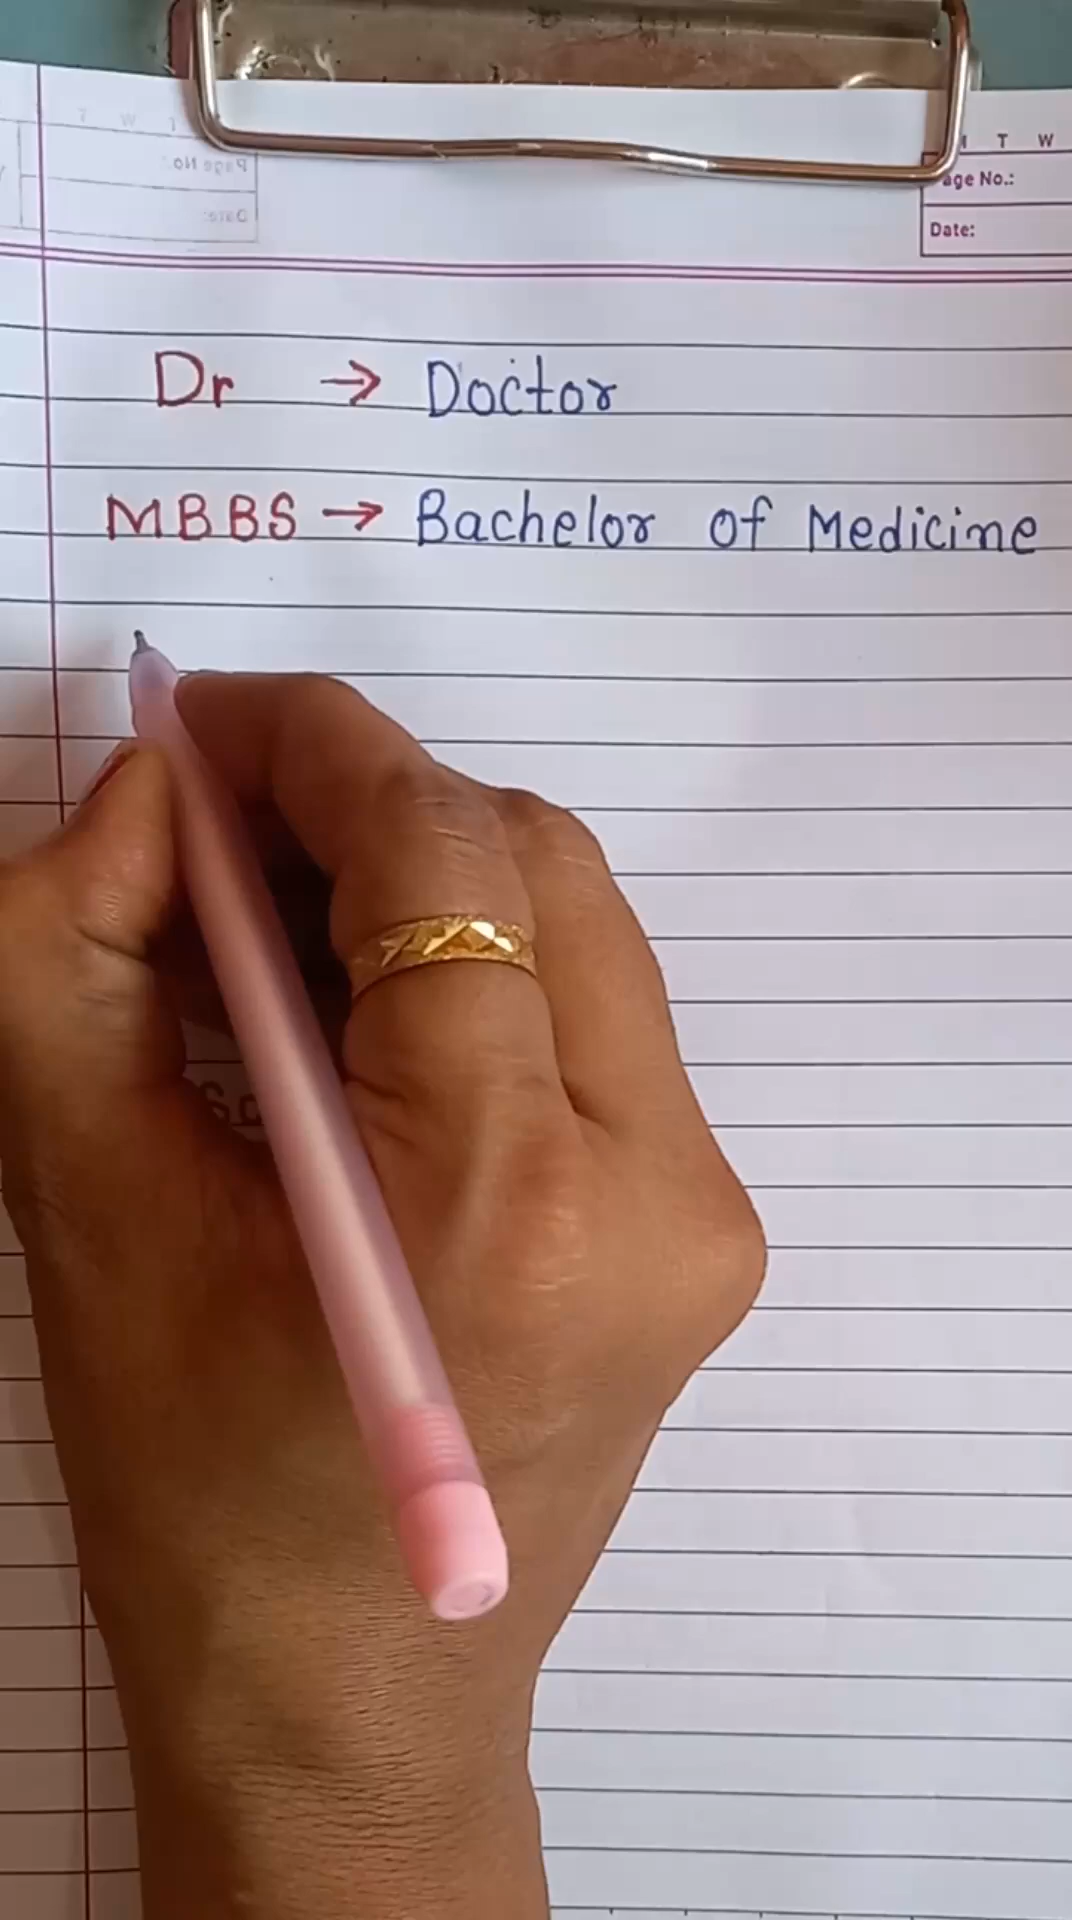 T W
Page No.:
Date:
Dr → Doctor
MBBS → Bachelor of Medicine